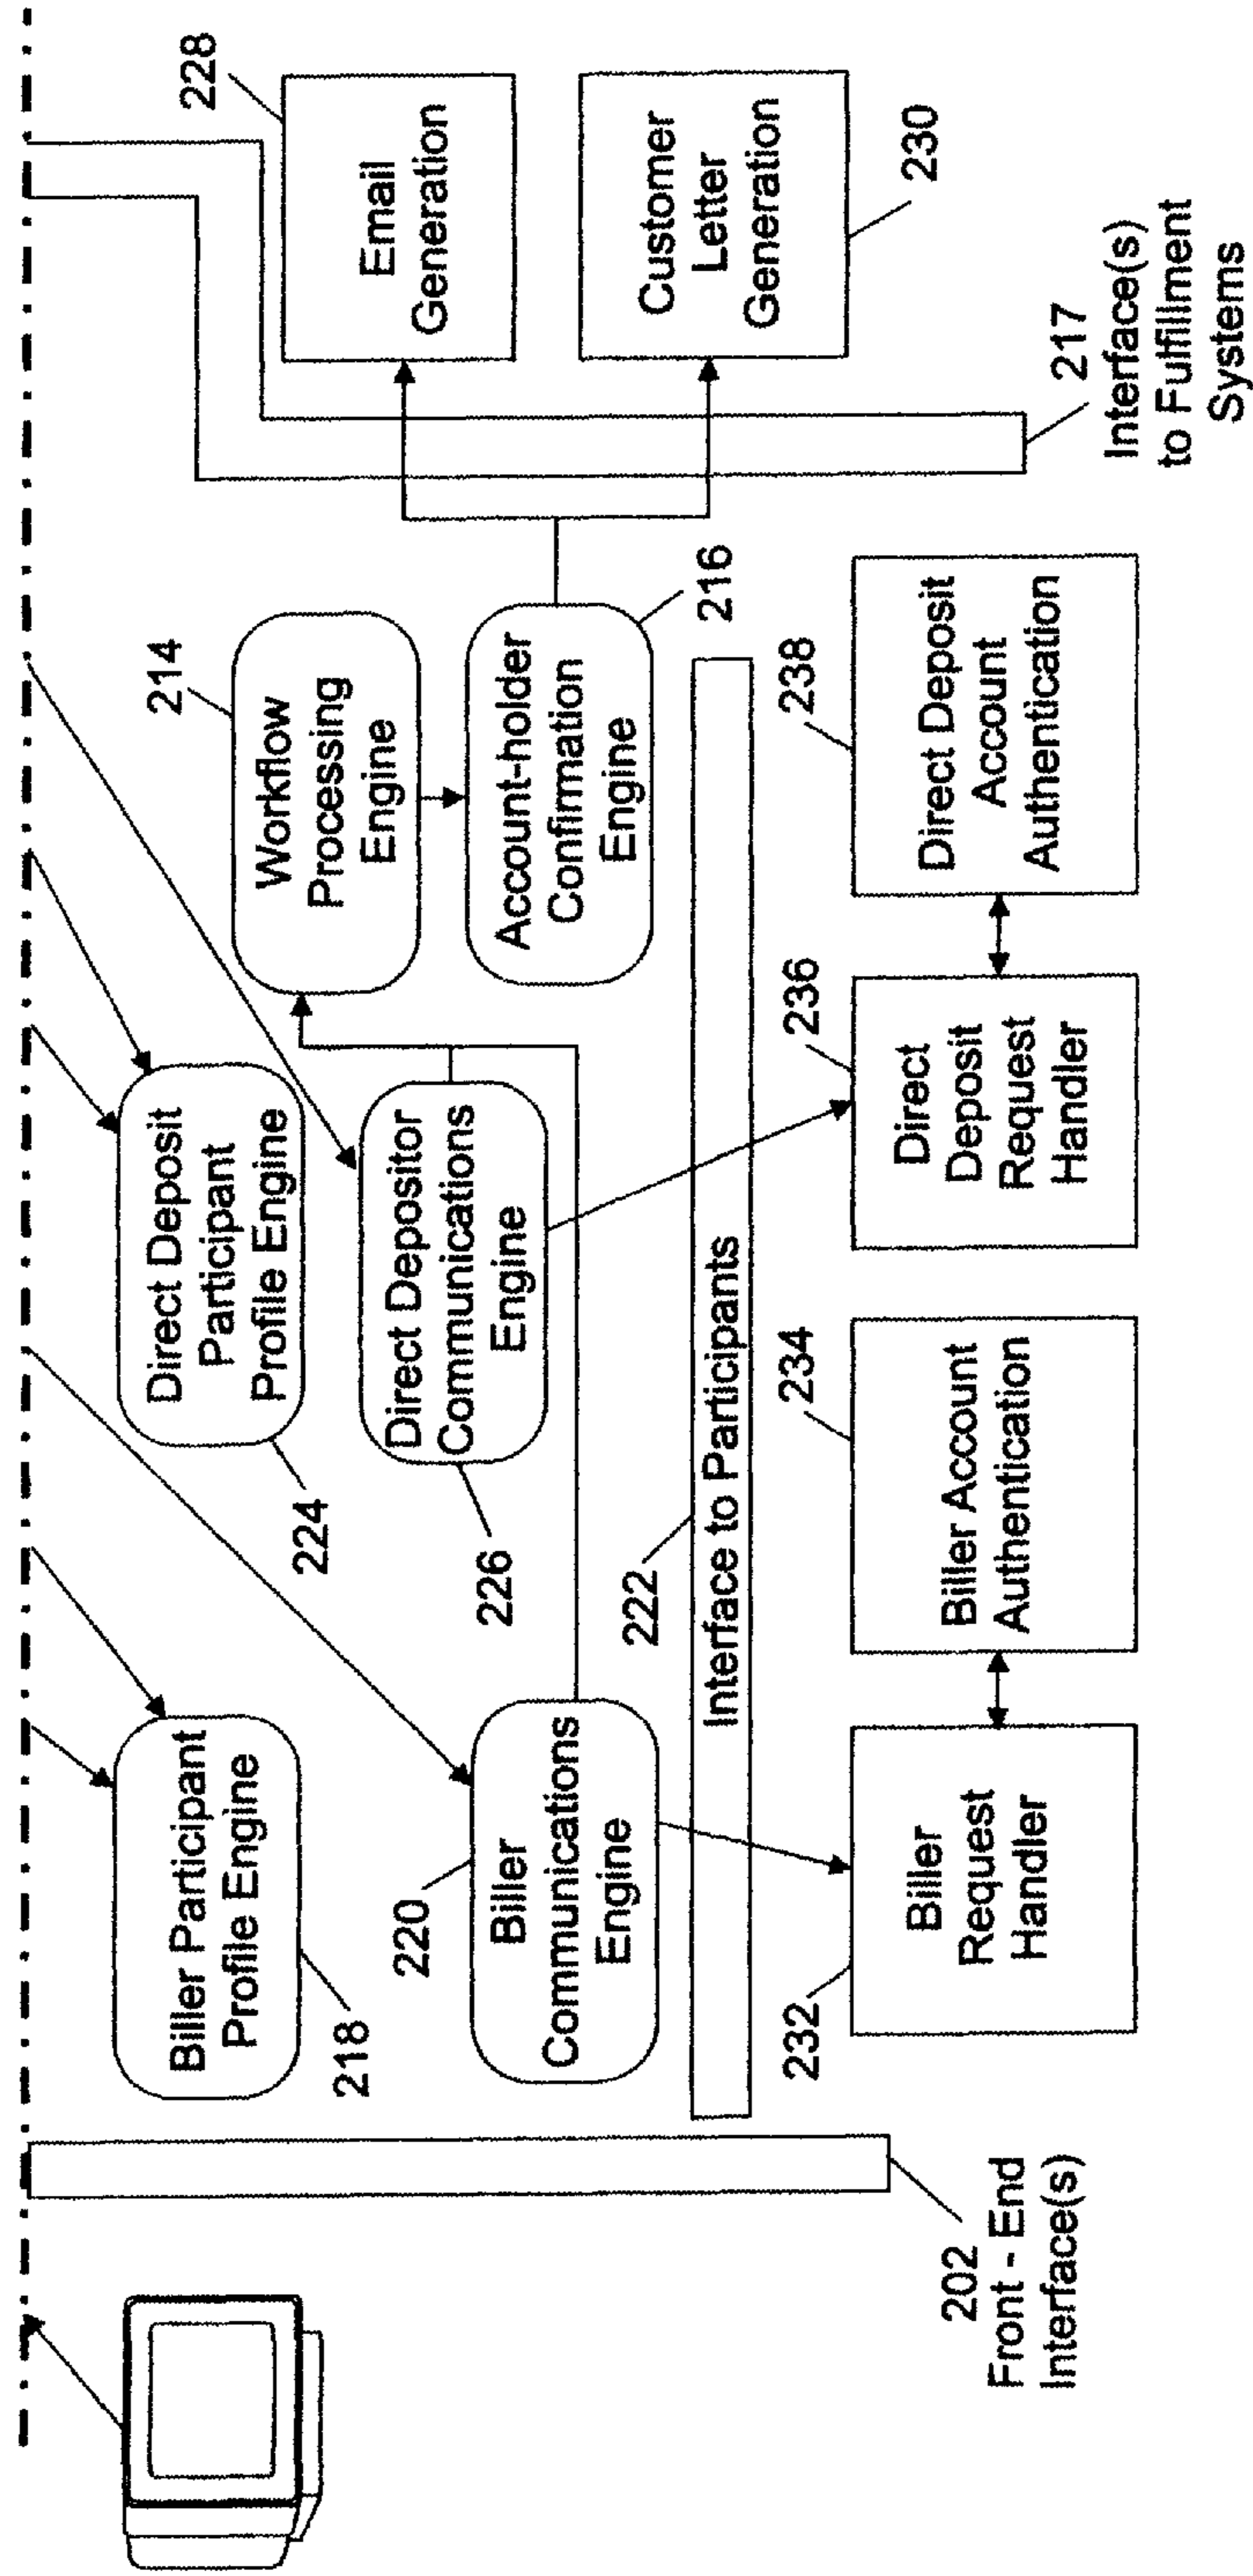 228
Email
Generation
Customer
Letter
Generation
230
217
Interface(s)
to Fulfillment
Systems
214
Workflow
Processing
Engine
Account-holder
Confirmation
Engine
216
238
Direct Deposit
Account
Authentication
Direct Deposit
Participant
Profile Engine
224
Direct Depositor
Communications
Engine
226
236
Direct
Deposit
Request
Handler
222
Interface to Participants
234
Biller Account
Authentication
Biller Participant
Profile Engine
218
220
Biller
Communications
Engine
232
Biller
Request
Handler
202
Front - End
Interface(s)